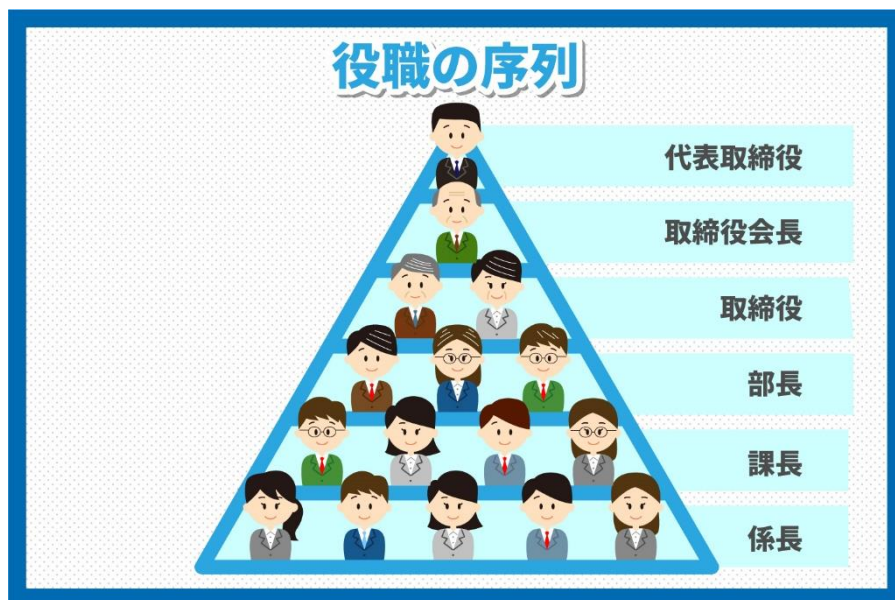 役職の序列
代表取締役
取締役会長
取締役
部長
課長
係長